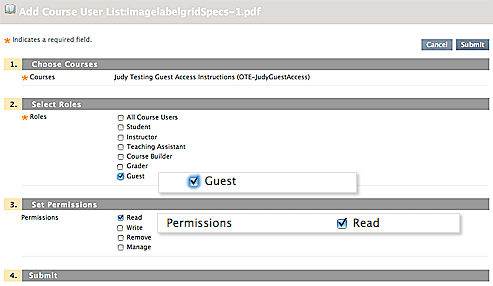 Add Course User List:imagelabelgridSpecs-1.pdf
* Indicates a required field.
Cancel Submit
1. Choose Courses
* Courses Judy Testing Guest Access Instructions (OTE-JudyGuestAccess)
2. Select Roles
* Roles All Course Users
Student
Instructor
Teaching Assistant
Course Builder
Grader
Guest
Guest
3. Set Permissions
Permissions Read
Permissions Read
Write
Remove
Manage
4. Submit